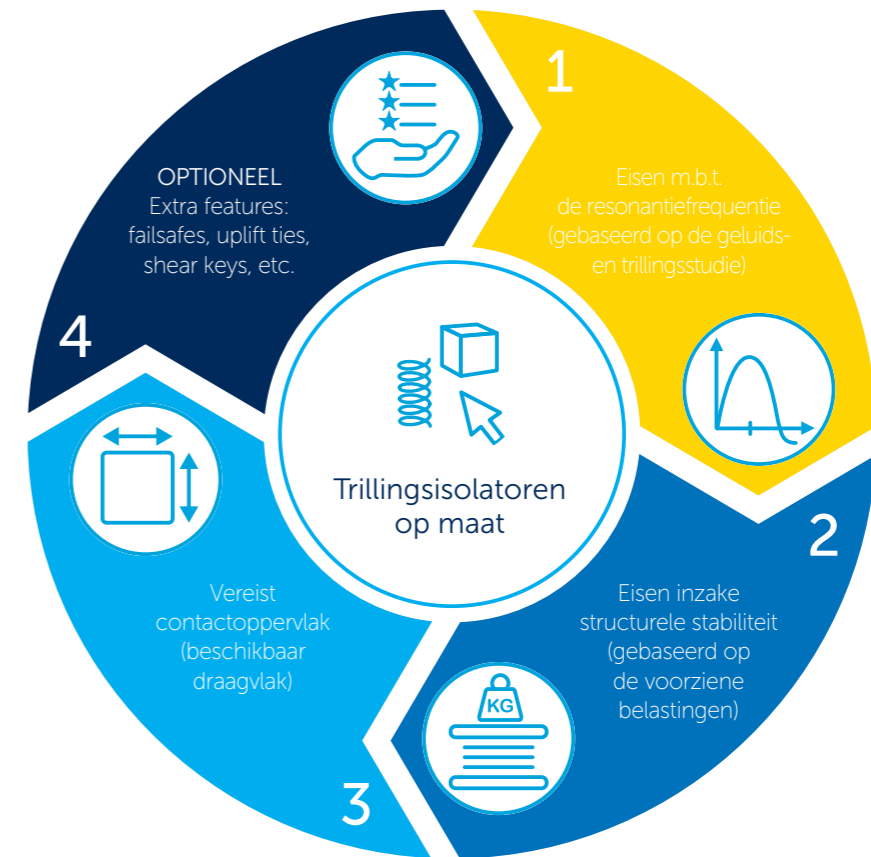 1
Eisen m.b.t.
de resonantiefrequentie
(gebaseerd op de geluids-
en trillingsstudie)
2
Eisen inzake
structurele stabiliteit
(gebaseerd op
de voorziene
belastingen)
KG
3
Vereist
contactoppervlak
(beschikbaar
draagvlak)
4
OPTIONEEL
Extra features:
failsafes, uplift ties,
shear keys, etc.
Trillingsisolatoren
op maat